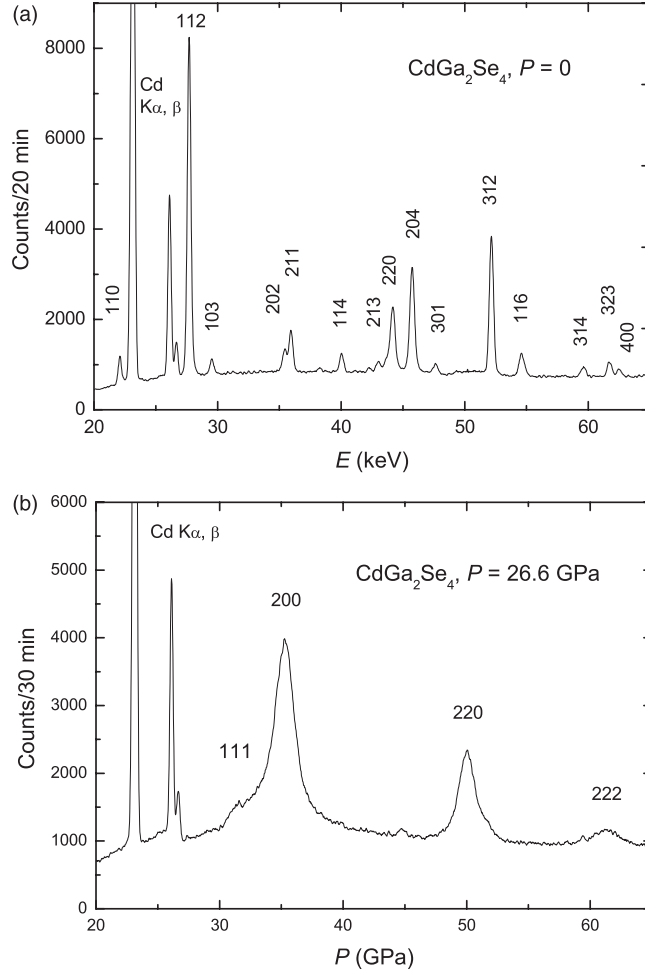 (a)
8000
6000
4000
2000
0
Counts/20 min
CdGa₂Se₄, P = 0
Cd
Kα, β
110
112
103
202
211
114
213
220
204
301
312
116
314
323
400
20 30 40 50 60
E (keV)
(b)
6000
5000
4000
3000
2000
1000
0
Counts/30 min
Cd Kα, β
CdGa₂Se₄, P = 26.6 GPa
111
200
220
222
20 30 40 50 60
P (GPa)